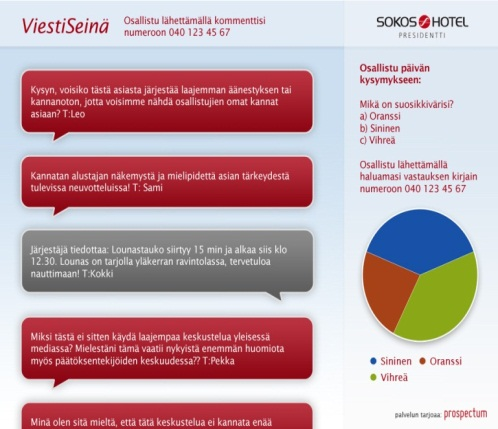 ViestiSeinä
Osallistu lähettämällä kommenttisi
numeroon 040 123 45 67
Kysyn, voisiko tästä asiasta järjestää laajemman äänestyksen tai
kannanoton, jotta voisimme nähdä osallistujien omat kannat
asiaan? T:Leo
Kannatan alustajan näkemystä ja mielipidettä asian tärkeydestä
tulevissa neuvotteluissa! T: Sami
Järjestäjä tiedottaa: Lounastauko siirtyy 15 min ja alkaa siis klo
12.30. Lounas on tarjolla yläkerran ravintolassa, tervetuloa
nauttimaan! T:Kokki
Miksi tästä ei sitten käydä laajempaa keskustelua yleisessä
mediassa? Mielestäni tämä vaatii nykyistä enemmän huomiota
myös päätöksentekijöiden keskuudessa?? T:Pekka
Minä olen sitä mieltä, että tätä keskustelua ei kannata enää
SOKOS HOTEL
PRESIDENTTI
Osallistu päivän
kysymykseen:
Mikä on suosikkivärisi?
a) Oranssi
b) Sininen
c) Vihreä
Osallistu lähettämällä
haluamasi vastauksen kirjain
numeroon 040 123 45 67
Sininen Oranssi
Vihreä
palvelun tarjoaa: prospectum